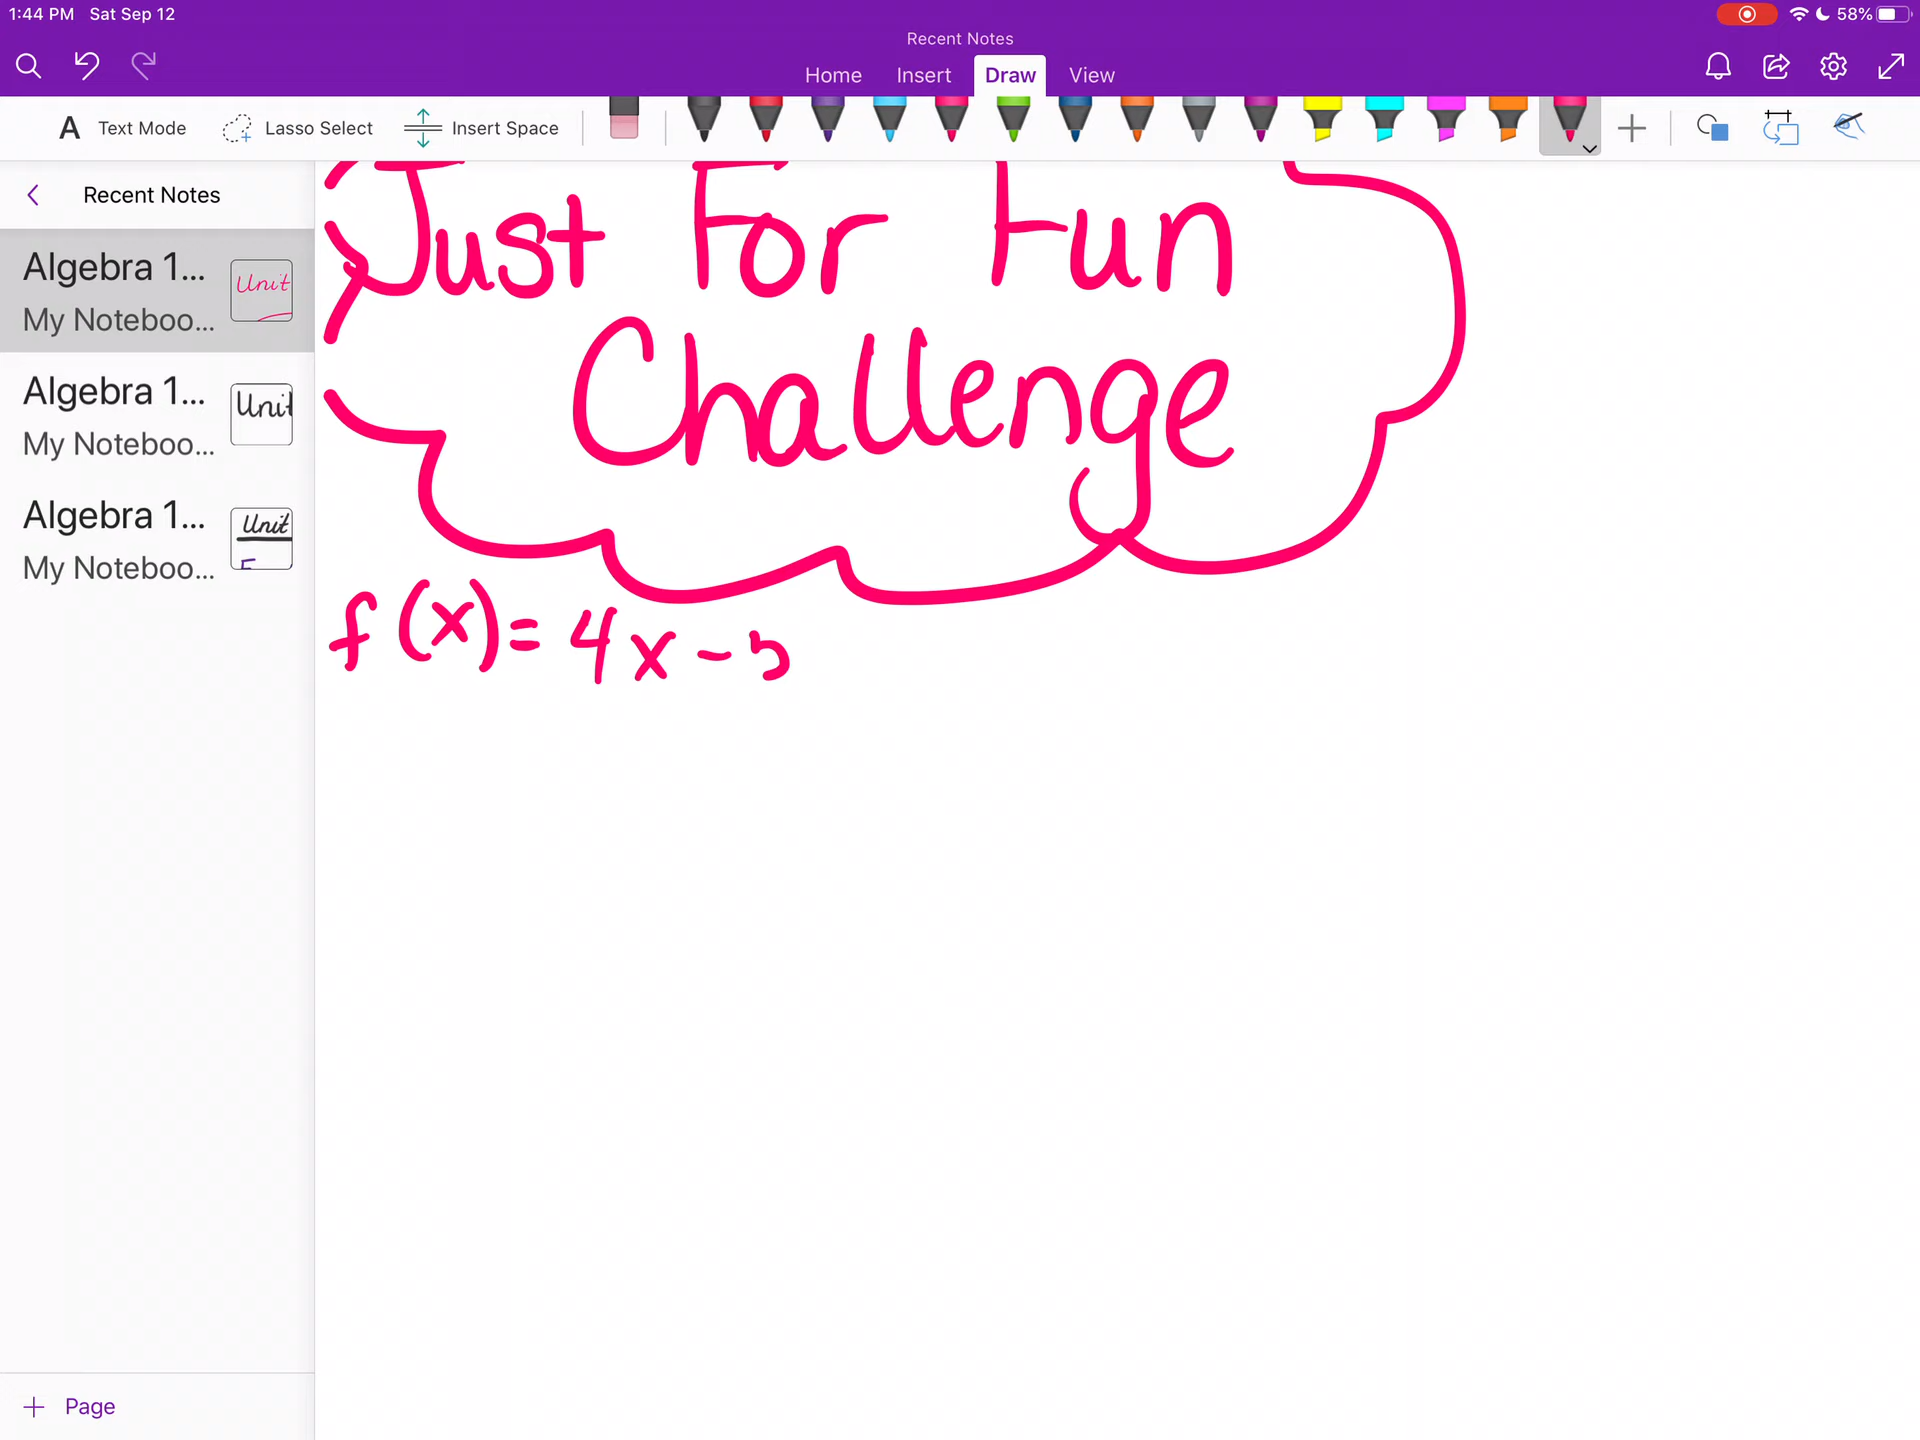 1:44 PM Sat Sep 12
58%
Recent Notes
Home Insert Draw View
A Text Mode Lasso Select Insert Space
Recent Notes
Algebra 1...
My Noteboo...
Unit
Algebra 1...
My Noteboo...
Unit
Algebra 1...
My Noteboo...
Unit
Just For Fun
Challenge
f(x)= 4x-5
+ Page